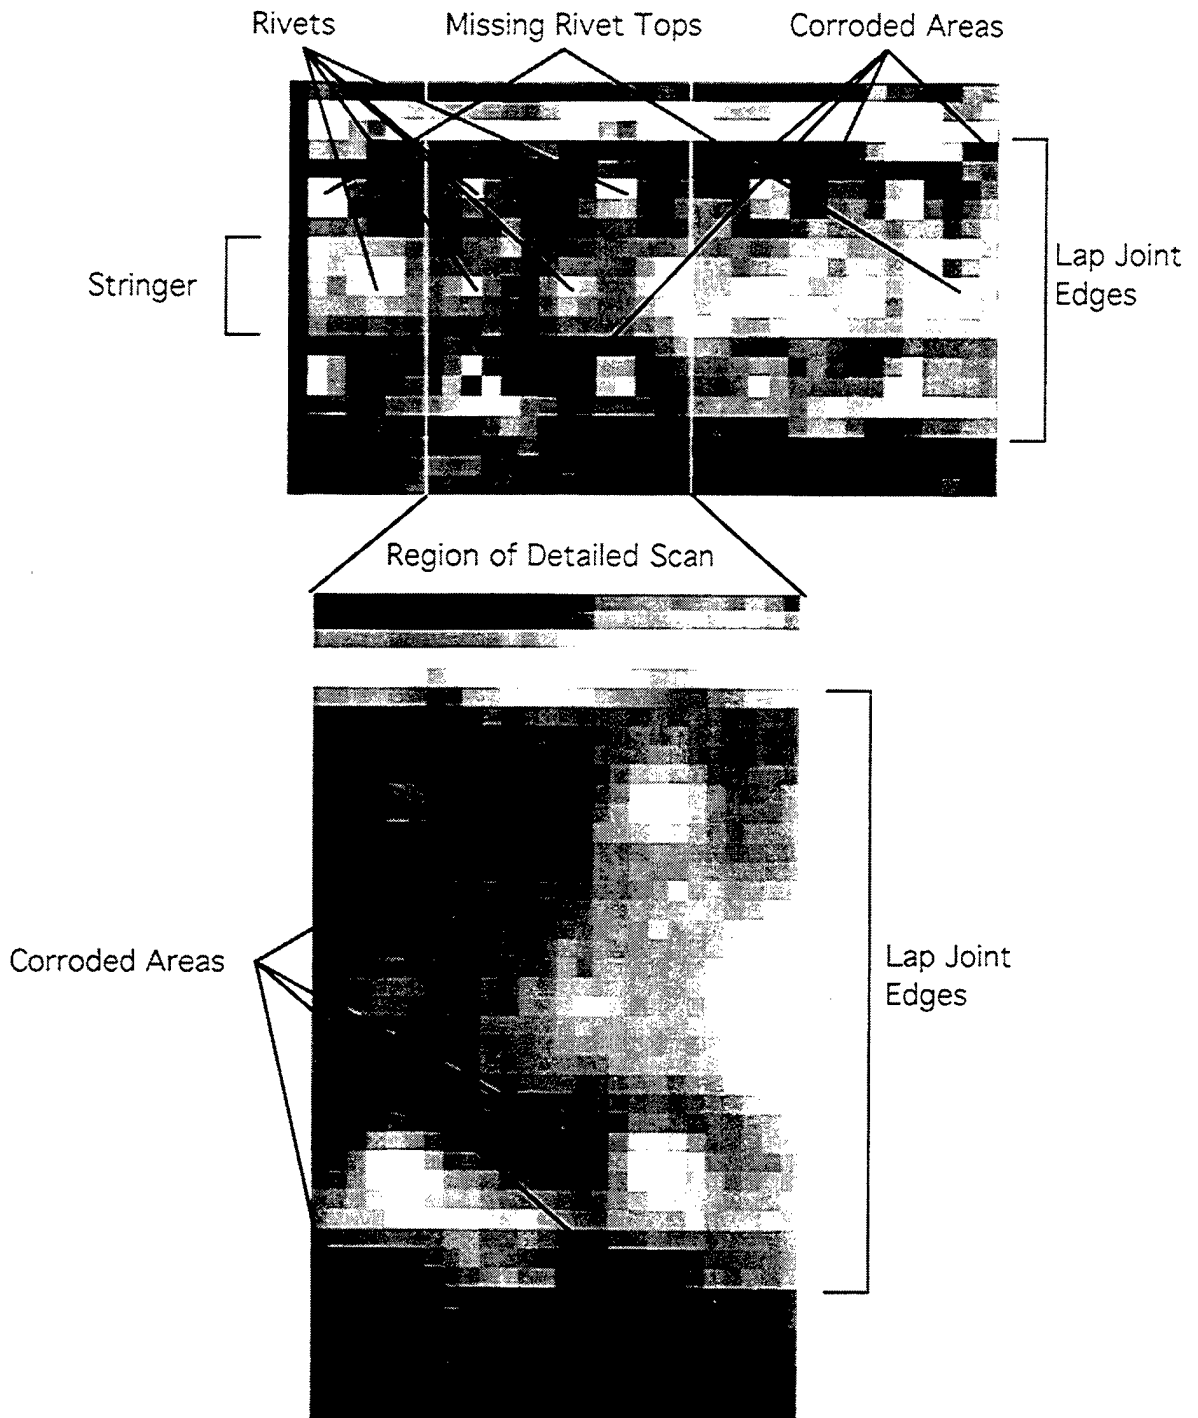 Rivets
Missing Rivet Tops
Corroded Areas
Stringer
Lap Joint
Edges
Region of Detailed Scan
Corroded Areas
Lap Joint
Edges